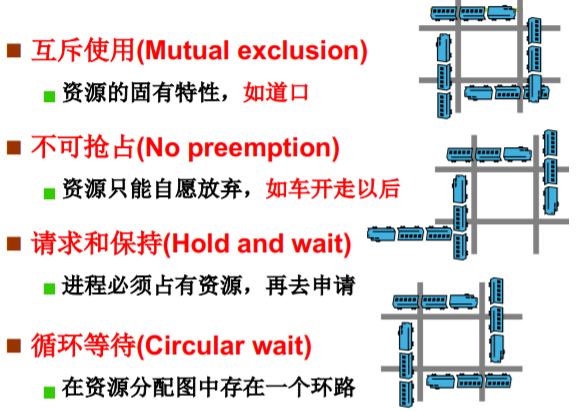 互斥使用(Mutual exclusion)
资源的固有特性，如道口
不可抢占(No preemption)
资源只能自愿放弃，如车开走以后
请求和保持(Hold and wait)
进程必须占有资源，再去申请
循环等待(Circular wait)
在资源分配图中存在一个环路